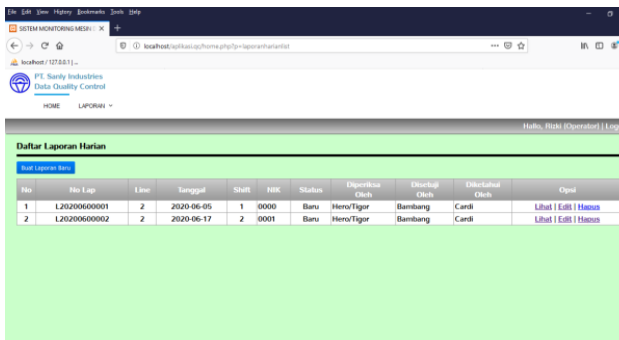 File Edit View History Bookmarks Tools Help
SISTEM MONITORING MESIN
localhost/aplikasi.qc/home.php?p=laporanharianlist
localhost / 127.0.0.1 | ...
PT. Sanly Industries
Data Quality Control
HOME LAPORAN
Hallo, Rizki (Operator) | Log
Daftar Laporan Harian
Buat Laporan Baru
No No Lap Line Tanggal Shift NIK Status Diperiksa Oleh Disetuji Oleh Diketahui Oleh Opsi
1 L20200600001 2 2020-06-05 1 0000 Baru Hero/Tigor Bambang Cardi Lihat | Edit | Hapus
2 L20200600002 2 2020-06-17 2 0001 Baru Hero/Tigor Bambang Cardi Lihat | Edit | Hapus